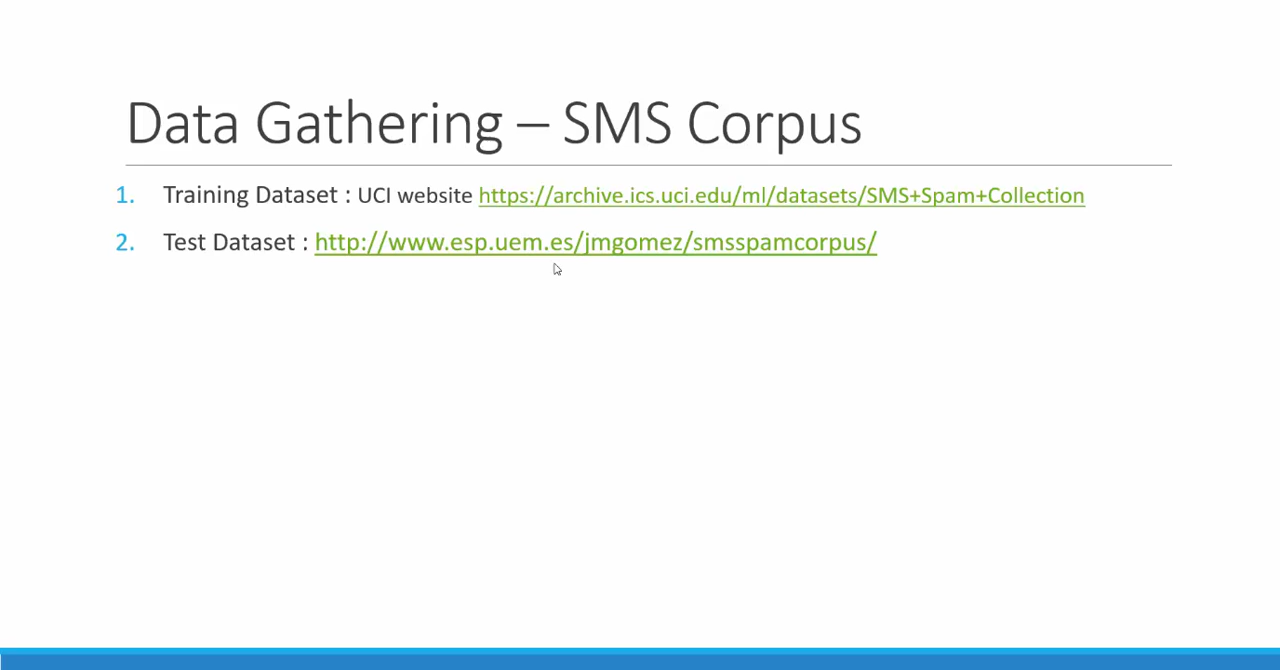 Data Gathering – SMS Corpus
1. Training Dataset : UCI website https://archive.ics.uci.edu/ml/datasets/SMS+Spam+Collection
2. Test Dataset : http://www.esp.uem.es/jmgomez/smsspamcorpus/